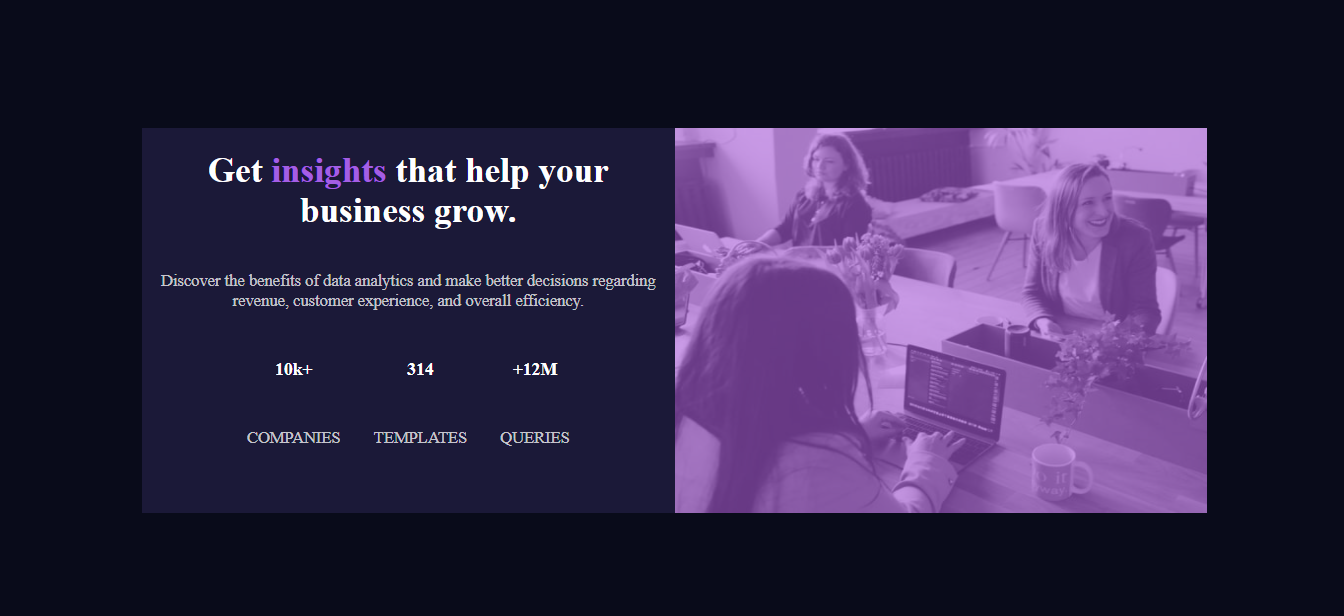 Get insights that help your
business grow.
Discover the benefits of data analytics and make better decisions regarding
revenue, customer experience, and overall efficiency.
10k+ 314 +12M
COMPANIES TEMPLATES QUERIES